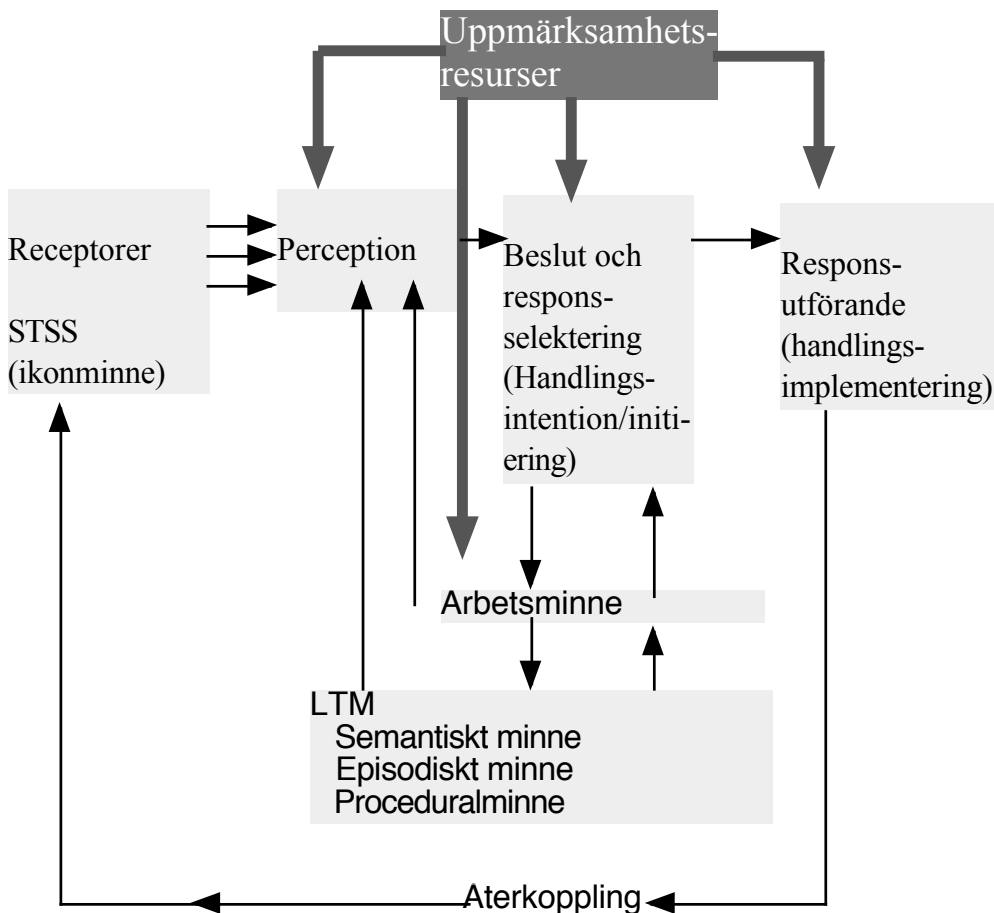 Uppmärksamhets-
resurser
Receptorer
STSS
(ikonminne)
Perception
Beslut och
respons-
selektering
(Handlings-
intention/initi-
ering)
Respons-
utförande
(handlings-
implementering)
Arbetsminne
LTM
Semantiskt minne
Episodiskt minne
Proceduralminne
Aterkoppling